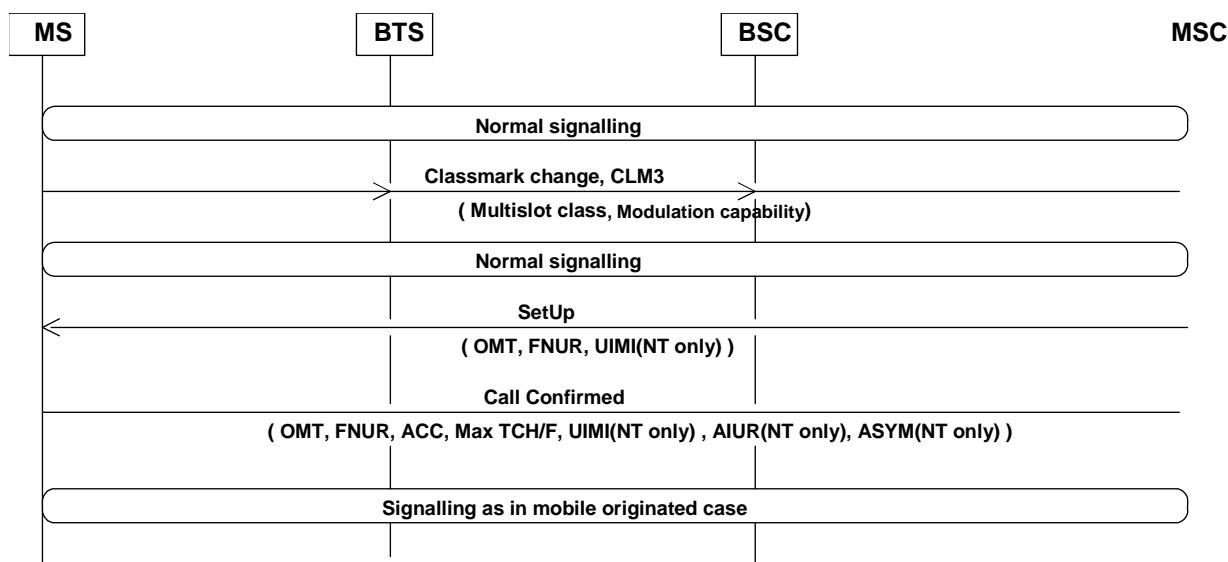 MS BTS BSC MSC
Normal signalling
Classmark change, CLM3
( Multislot class, Modulation capability)
Normal signalling
SetUp
( OMT, FNUR, UIMI(NT only) )
Call Confirmed
( OMT, FNUR, ACC, Max TCH/F, UIMI(NT only) , AIUR(NT only), ASYM(NT only) )
Signalling as in mobile originated case